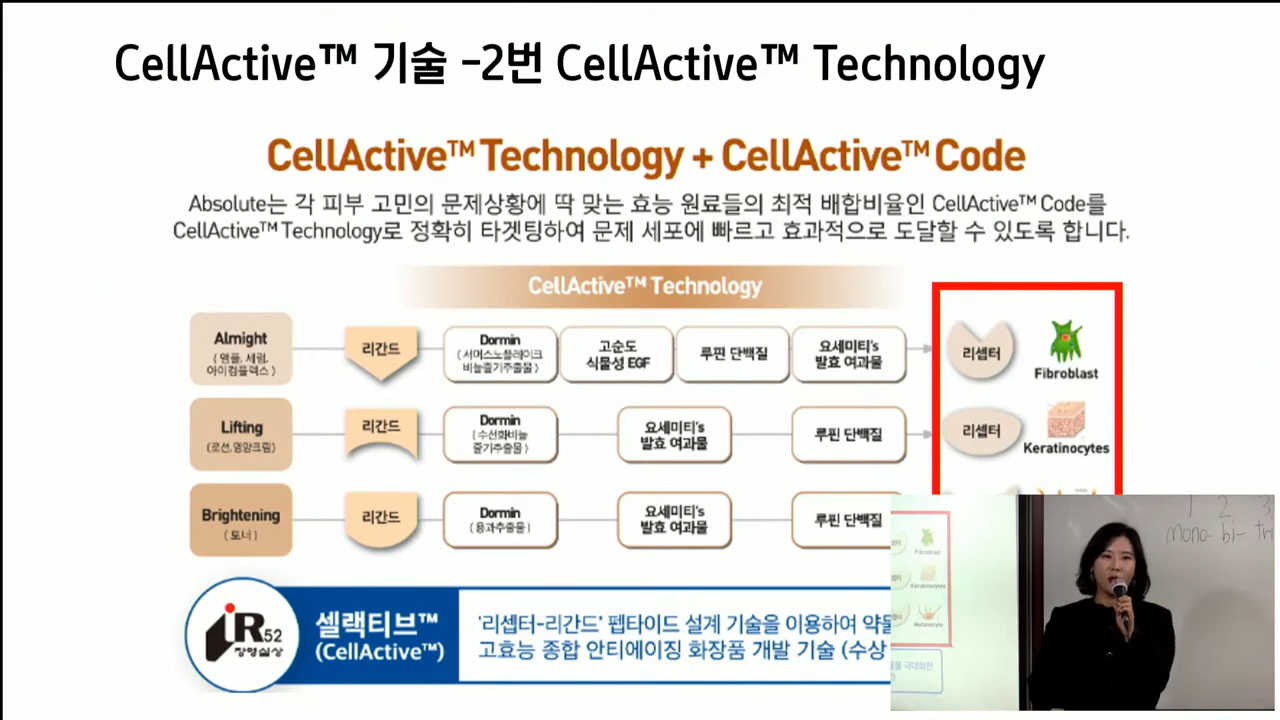 CellActive™ 기술 -2번 CellActive™ Technology
CellActive™ Technology + CellActive™ Code
Absolute는 각 피부 고민의 문제상황에 딱 맞는 효능 원료들의 최적 배합비율인 CellActive™ Code를
CellActive™ Technology로 정확히 타겟팅하여 문제 세포에 빠르고 효과적으로 도달할 수 있도록 합니다.
CellActive™ Technology
Almight
(앰플, 세럼,
아이컴플렉스)
리간드
Dormin
(서머스노플레이크
비늘줄기추출물)
고순도
식물성 EGF
루핀 단백질
요세미티's
발효 여과물
리셉터
Fibroblast
Lifting
(로션,영양크림)
리간드
Dormin
(수선화비늘
줄기추출물)
요세미티's
발효 여과물
루핀 단백질
리셉터
Keratinocytes
Brightening
(토너)
리간드
Dormin
(용과추출물)
요세미티's
발효 여과물
루핀 단백질
iR52
장영실상
셀랙티브™
(CellActive™)
'리셉터-리간드' 펩타이드 설계 기술을 이용하여 약물
고효능 종합 안티에이징 화장품 개발 기술 (수상
1 2 3
mono- bi- tri
Fibroblast
Keratinocytes
Melanocyte